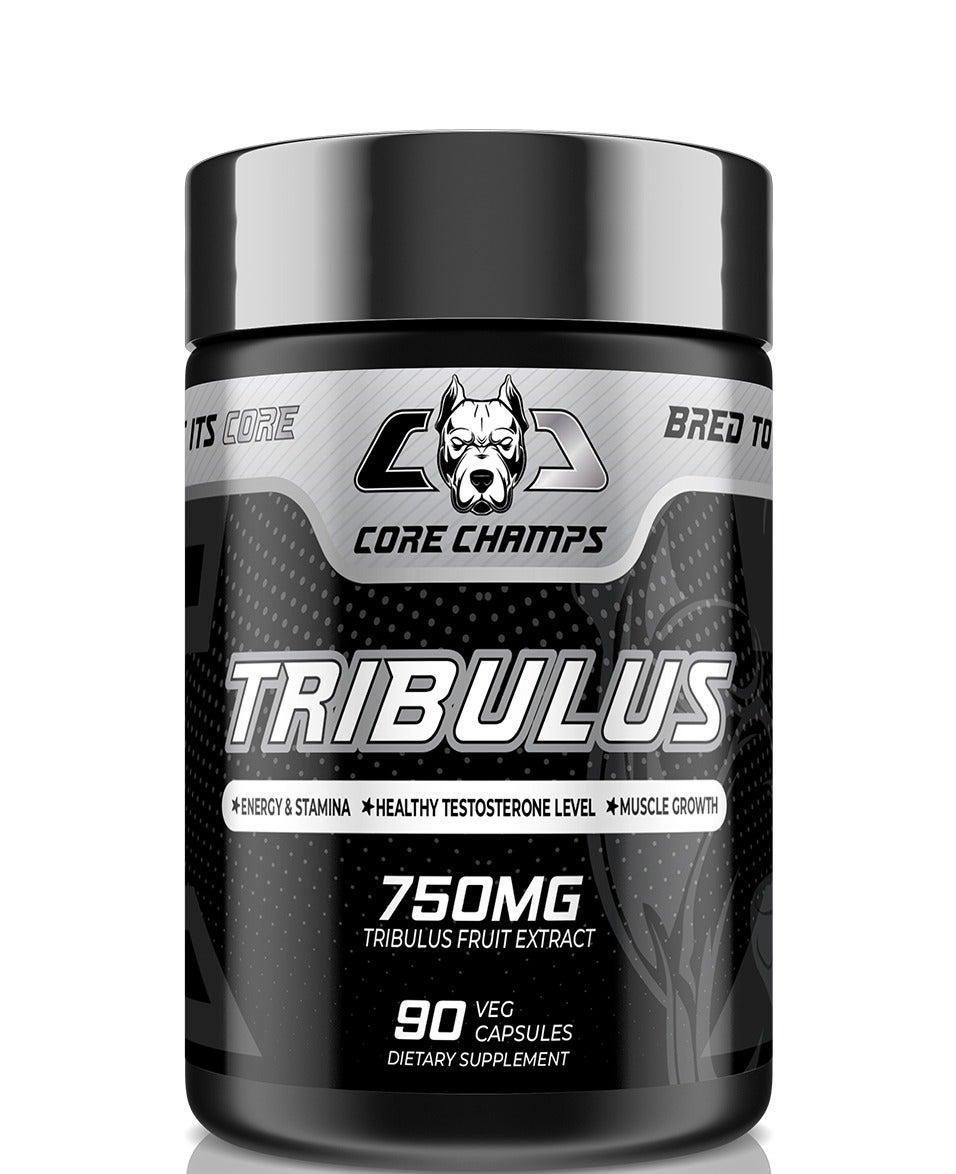 ITS CORE
BRED TO
CORE CHAMPS
TRIBULUS
★ENERGY & STAMINA ★HEALTHY TESTOSTERONE LEVEL ★MUSCLE GROWTH
750MG
TRIBULUS FRUIT EXTRACT
90 VEG
CAPSULES
DIETARY SUPPLEMENT